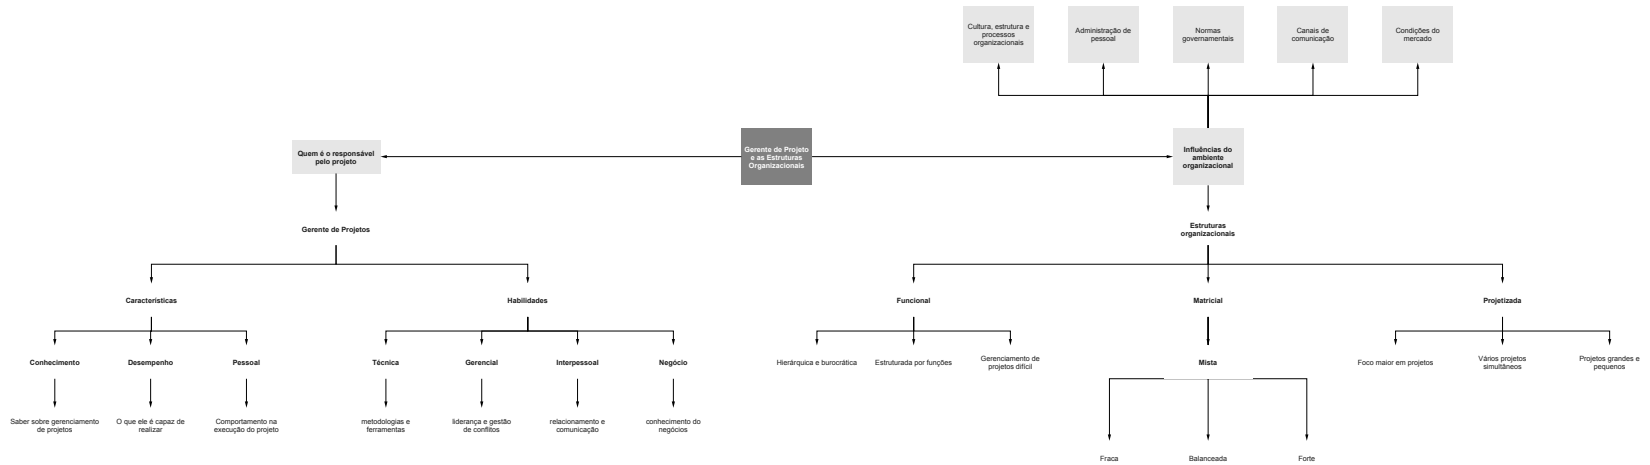 Cultura, estrutura e
processos
organizacionais
Administração de
pessoal
Normas
governamentais
Canais de
comunicação
Condições do
mercado
Quem é o responsável
pelo projeto
Gerente de Projeto
e as Estruturas
Organizacionais
Influências do
ambiente
organizacional
Gerente de Projetos
Estruturas
organizacionais
Características
Habilidades
Funcional
Matricial
Projetizada
Conhecimento
Desempenho
Pessoal
Técnica
Gerencial
Interpessoal
Negócio
Hierárquica e burocrática
Estruturada por funções
Gerenciamento de
projetos difícil
Mista
Foco maior em projetos
Vários projetos
simultâneos
Projetos grandes e
pequenos
Saber sobre gerenciamento
de projetos
O que ele é capaz de
realizar
Comportamento na
execução do projeto
metodologias e
ferramentas
liderança e gestão
de conflitos
relacionamento e
comunicação
conhecimento do
negócios
Fraca
Balanceada
Forte